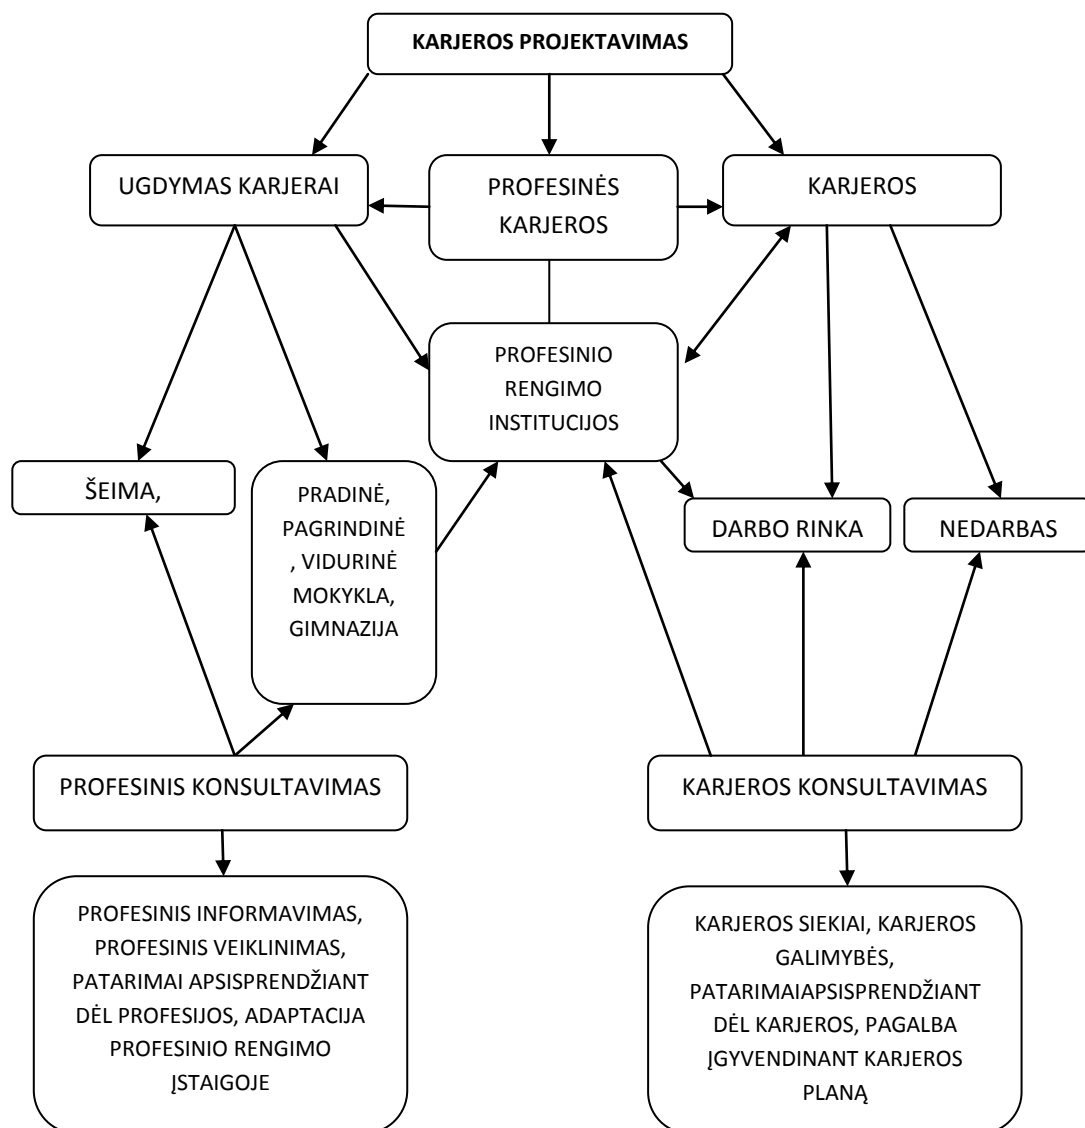 KARJEROS PROJEKTAVIMAS
UGDYMAS KARJERAI
PROFESINĖS
KARJEROS
KARJEROS
PROFESINIO
RENGIMO
INSTITUCIJOS
ŠEIMA,
PRADINĖ,
PAGRINDINĖ
, VIDURINĖ
MOKYKLA,
GIMNAZIJA
DARBO RINKA
NEDARBAS
PROFESINIS KONSULTAVIMAS
KARJEROS KONSULTAVIMAS
PROFESINIS INFORMAVIMAS,
PROFESINIS VEIKLINIMAS,
PATARIMAI APSISPRENDŽIANT
DĖL PROFESIJOS, ADAPTACIJA
PROFESINIO RENGIMO
ĮSTAIGOJE
KARJEROS SIEKIAI, KARJEROS
GALIMYBĖS,
PATARIMAIAPSISPRENDŽIANT
DĖL KARJEROS, PAGALBA
ĮGYVENDINANT KARJEROS
PLANĄ